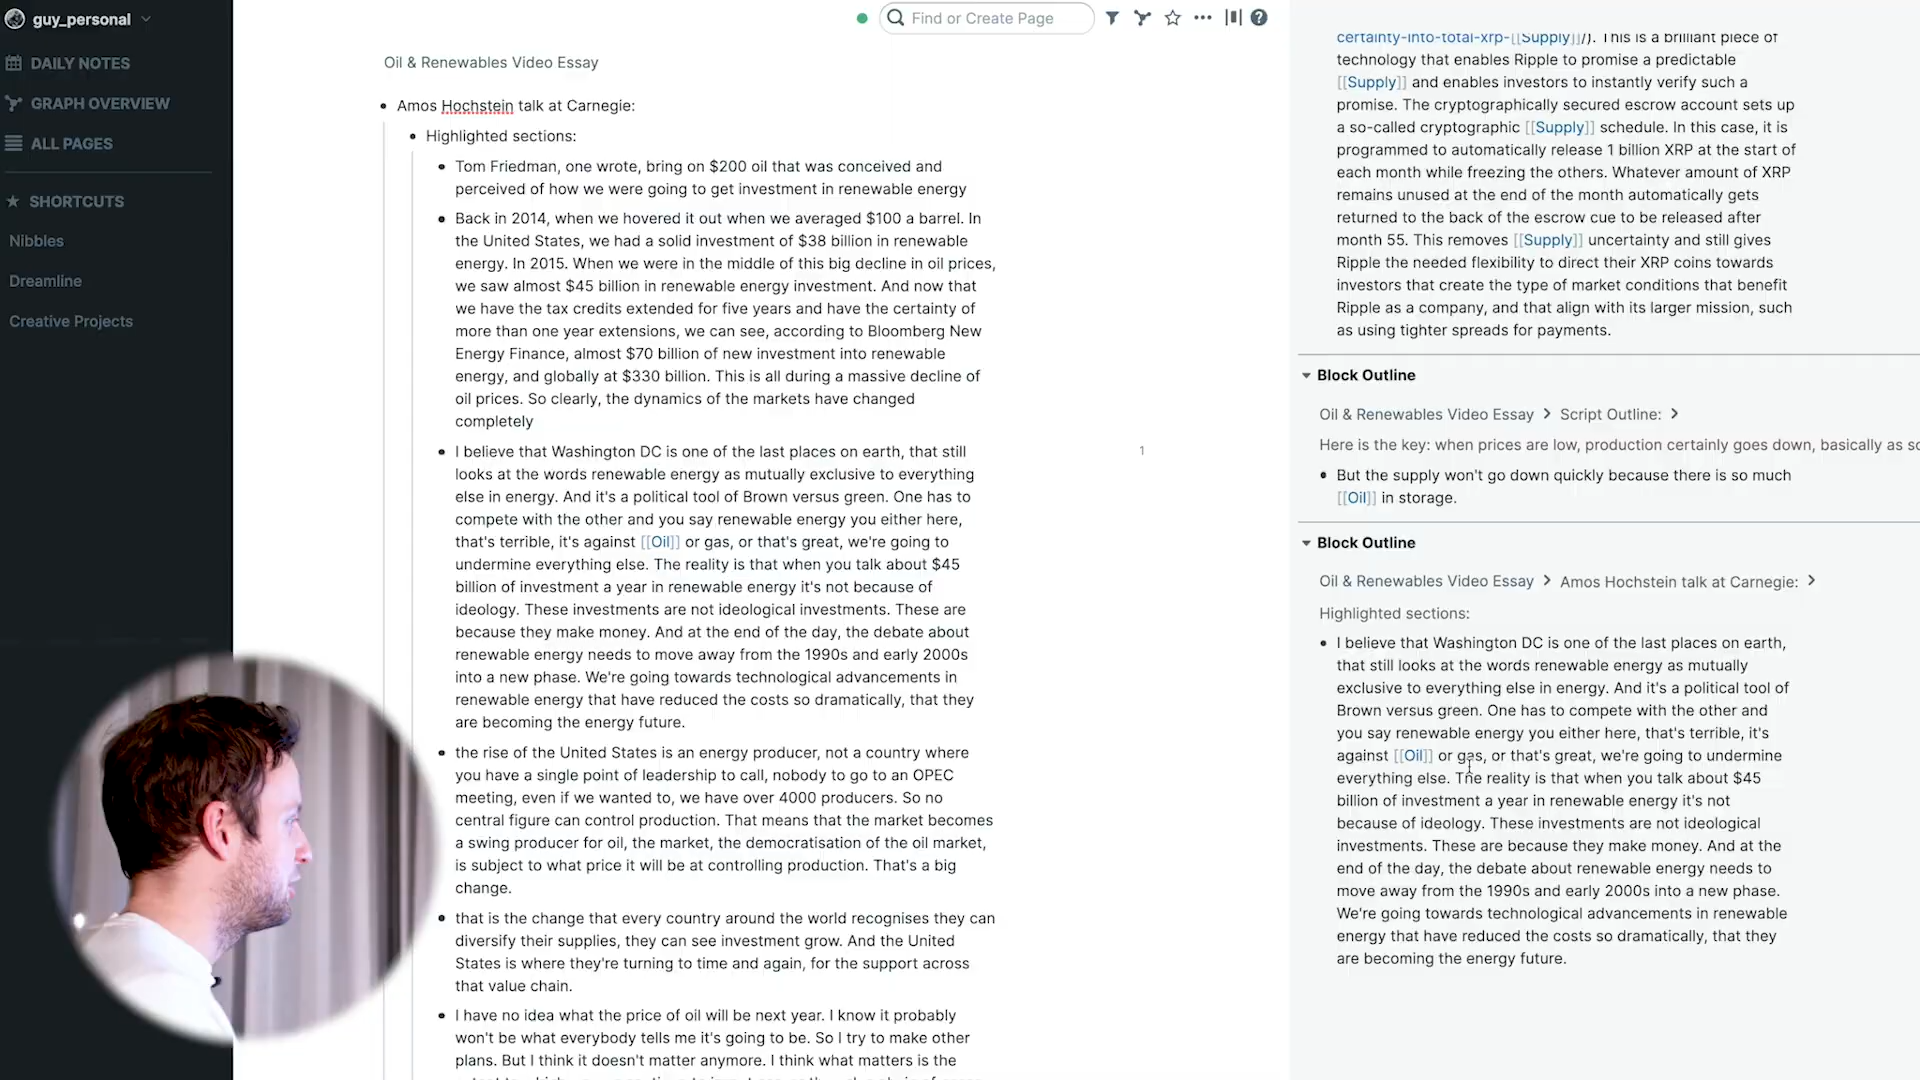 guy_personal
DAILY NOTES
GRAPH OVERVIEW
ALL PAGES
SHORTCUTS
Nibbles
Dreamline
Creative Projects
Find or Create Page
Oil & Renewables Video Essay
Amos Hochstein talk at Carnegie:
Highlighted sections:
Tom Friedman, one wrote, bring on $200 oil that was conceived and
perceived of how we were going to get investment in renewable energy
Back in 2014, when we hovered it out when we averaged $100 a barrel. In
the United States, we had a solid investment of $38 billion in renewable
energy. In 2015. When we were in the middle of this big decline in oil prices,
we saw almost $45 billion in renewable energy investment. And now that
we have the tax credits extended for five years and have the certainty of
more than one year extensions, we can see, according to Bloomberg New
Energy Finance, almost $70 billion of new investment into renewable
energy, and globally at $330 billion. This is all during a massive decline of
oil prices. So clearly, the dynamics of the markets have changed
completely
I believe that Washington DC is one of the last places on earth, that still
looks at the words renewable energy as mutually exclusive to everything
else in energy. And it's a political tool of Brown versus green. One has to
compete with the other and you say renewable energy you either here,
that's terrible, it's against [[Oil]] or gas, or that's great, we're going to
undermine everything else. The reality is that when you talk about $45
billion of investment a year in renewable energy it's not because of
ideology. These investments are not ideological investments. These are
because they make money. And at the end of the day, the debate about
renewable energy needs to move away from the 1990s and early 2000s
into a new phase. We're going towards technological advancements in
renewable energy that have reduced the costs so dramatically, that they
are becoming the energy future.
1
the rise of the United States is an energy producer, not a country where
you have a single point of leadership to call, nobody to go to an OPEC
meeting, even if we wanted to, we have over 4000 producers. So no
central figure can control production. That means that the market becomes
a swing producer for oil, the market, the democratisation of the oil market,
is subject to what price it will be at controlling production. That's a big
change.
that is the change that every country around the world recognises they can
diversify their supplies, they can see investment grow. And the United
States is where they're turning to time and again, for the support across
that value chain.
I have no idea what the price of oil will be next year. I know it probably
won't be what everybody tells me it's going to be. So I try to make other
plans. But I think it doesn't matter anymore. I think what matters is the
certainty-into-total-xrp-[[Supply]]/). This is a brilliant piece of
technology that enables Ripple to promise a predictable
[[Supply]] and enables investors to instantly verify such a
promise. The cryptographically secured escrow account sets up
a so-called cryptographic [[Supply]] schedule. In this case, it is
programmed to automatically release 1 billion XRP at the start of
each month while freezing the others. Whatever amount of XRP
remains unused at the end of the month automatically gets
returned to the back of the escrow cue to be released after
month 55. This removes [[Supply]] uncertainty and still gives
Ripple the needed flexibility to direct their XRP coins towards
investors that create the type of market conditions that benefit
Ripple as a company, and that align with its larger mission, such
as using tighter spreads for payments.
Block Outline
Oil & Renewables Video Essay > Script Outline: >
Here is the key: when prices are low, production certainly goes down, basically as
But the supply won't go down quickly because there is so much
[[Oil]] in storage.
Block Outline
Oil & Renewables Video Essay > Amos Hochstein talk at Carnegie: >
Highlighted sections:
I believe that Washington DC is one of the last places on earth,
that still looks at the words renewable energy as mutually
exclusive to everything else in energy. And it's a political tool of
Brown versus green. One has to compete with the other and
you say renewable energy you either here, that's terrible, it's
against [[Oil]] or gas, or that's great, we're going to undermine
everything else. The reality is that when you talk about $45
billion of investment a year in renewable energy it's not
because of ideology. These investments are not ideological
investments. These are because they make money. And at the
end of the day, the debate about renewable energy needs to
move away from the 1990s and early 2000s into a new phase.
We're going towards technological advancements in renewable
energy that have reduced the costs so dramatically, that they
are becoming the energy future.